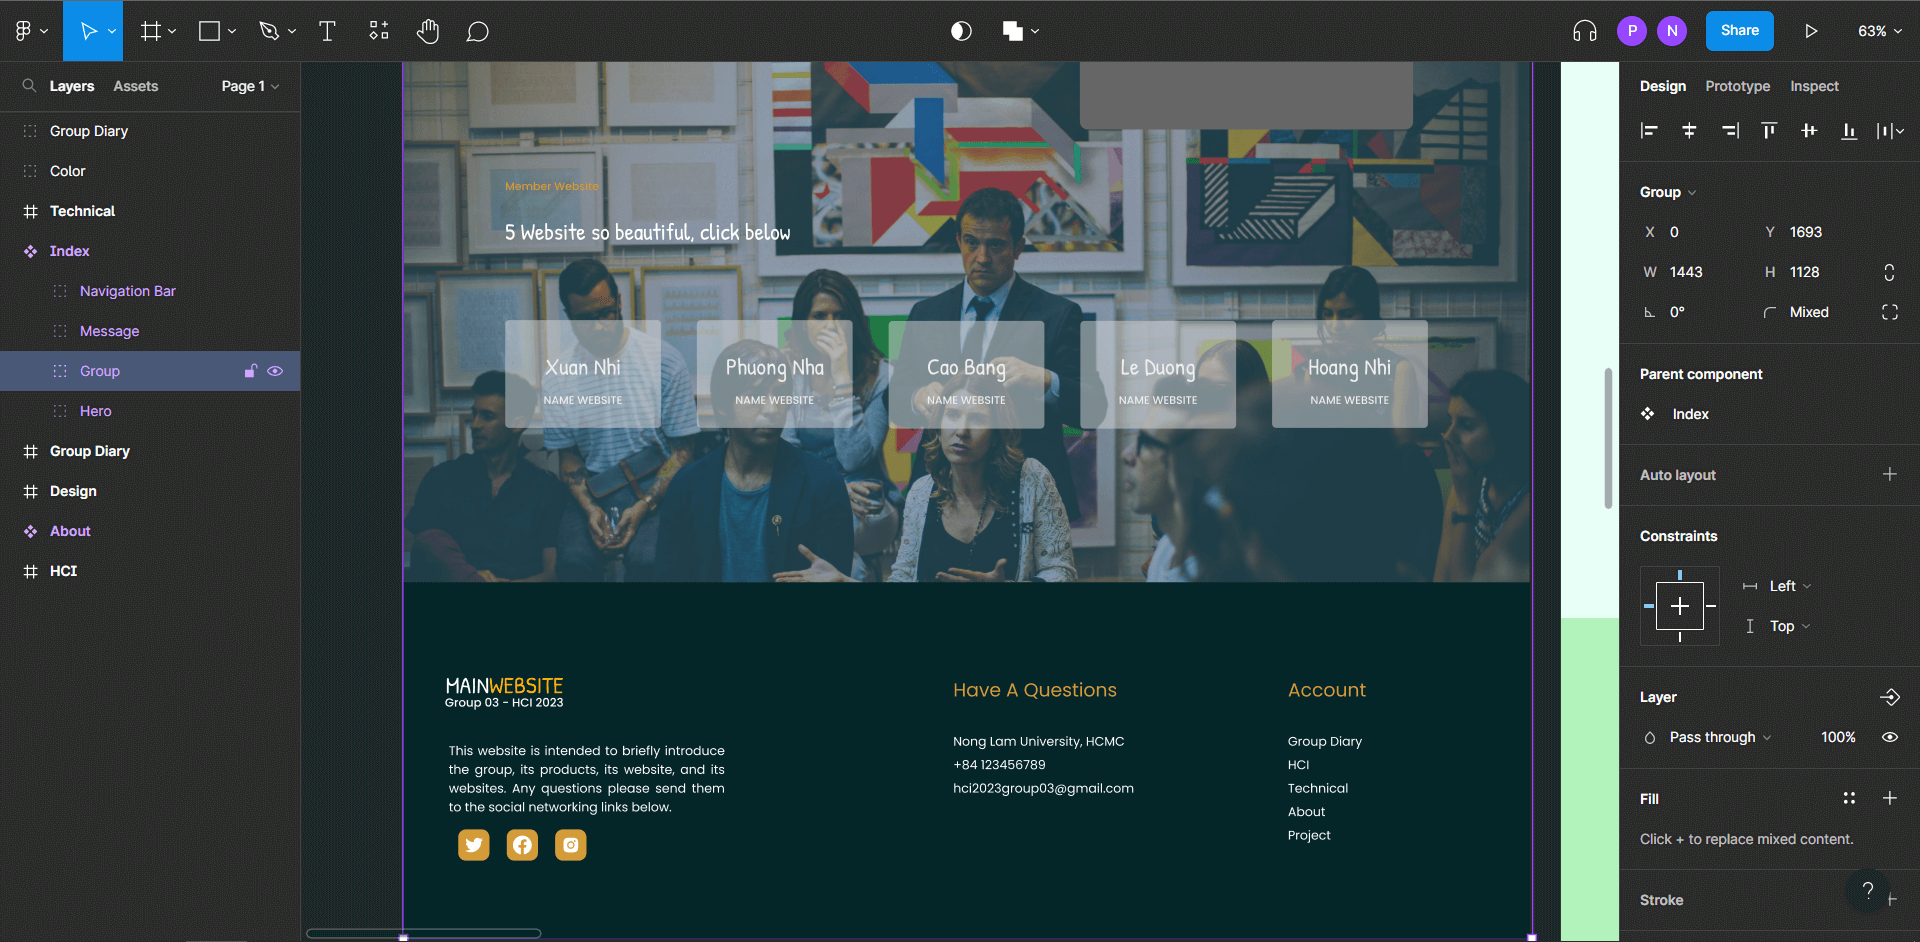 T
P
N
Share
63%
Layers
Assets
Page 1
Group Diary
Color
Technical
Index
Navigation Bar
Message
Group
Hero
Group Diary
Design
About
HCI
Member Website
5 Website so beautiful, click below
Xuan Nhi
NAME WEBSITE
Phuong Nha
NAME WEBSITE
Cao Bang
NAME WEBSITE
Le Duong
NAME WEBSITE
Hoang Nhi
NAME WEBSITE
MAINWEBSITE
Group 03 - HCI 2023
This website is intended to briefly introduce
the group, its products, its website, and its
websites. Any questions please send them
to the social networking links below.
Have A Questions
Nong Lam University, HCMC
+84 123456789
hci2023group03@gmail.com
Account
Group Diary
HCI
Technical
About
Project
Design
Prototype
Inspect
Group
X 0
Y 1693
W 1443
H 1128
0°
Mixed
Parent component
Index
Auto layout
Constraints
Left
Top
Layer
Pass through
100%
Fill
Click + to replace mixed content.
Stroke
?